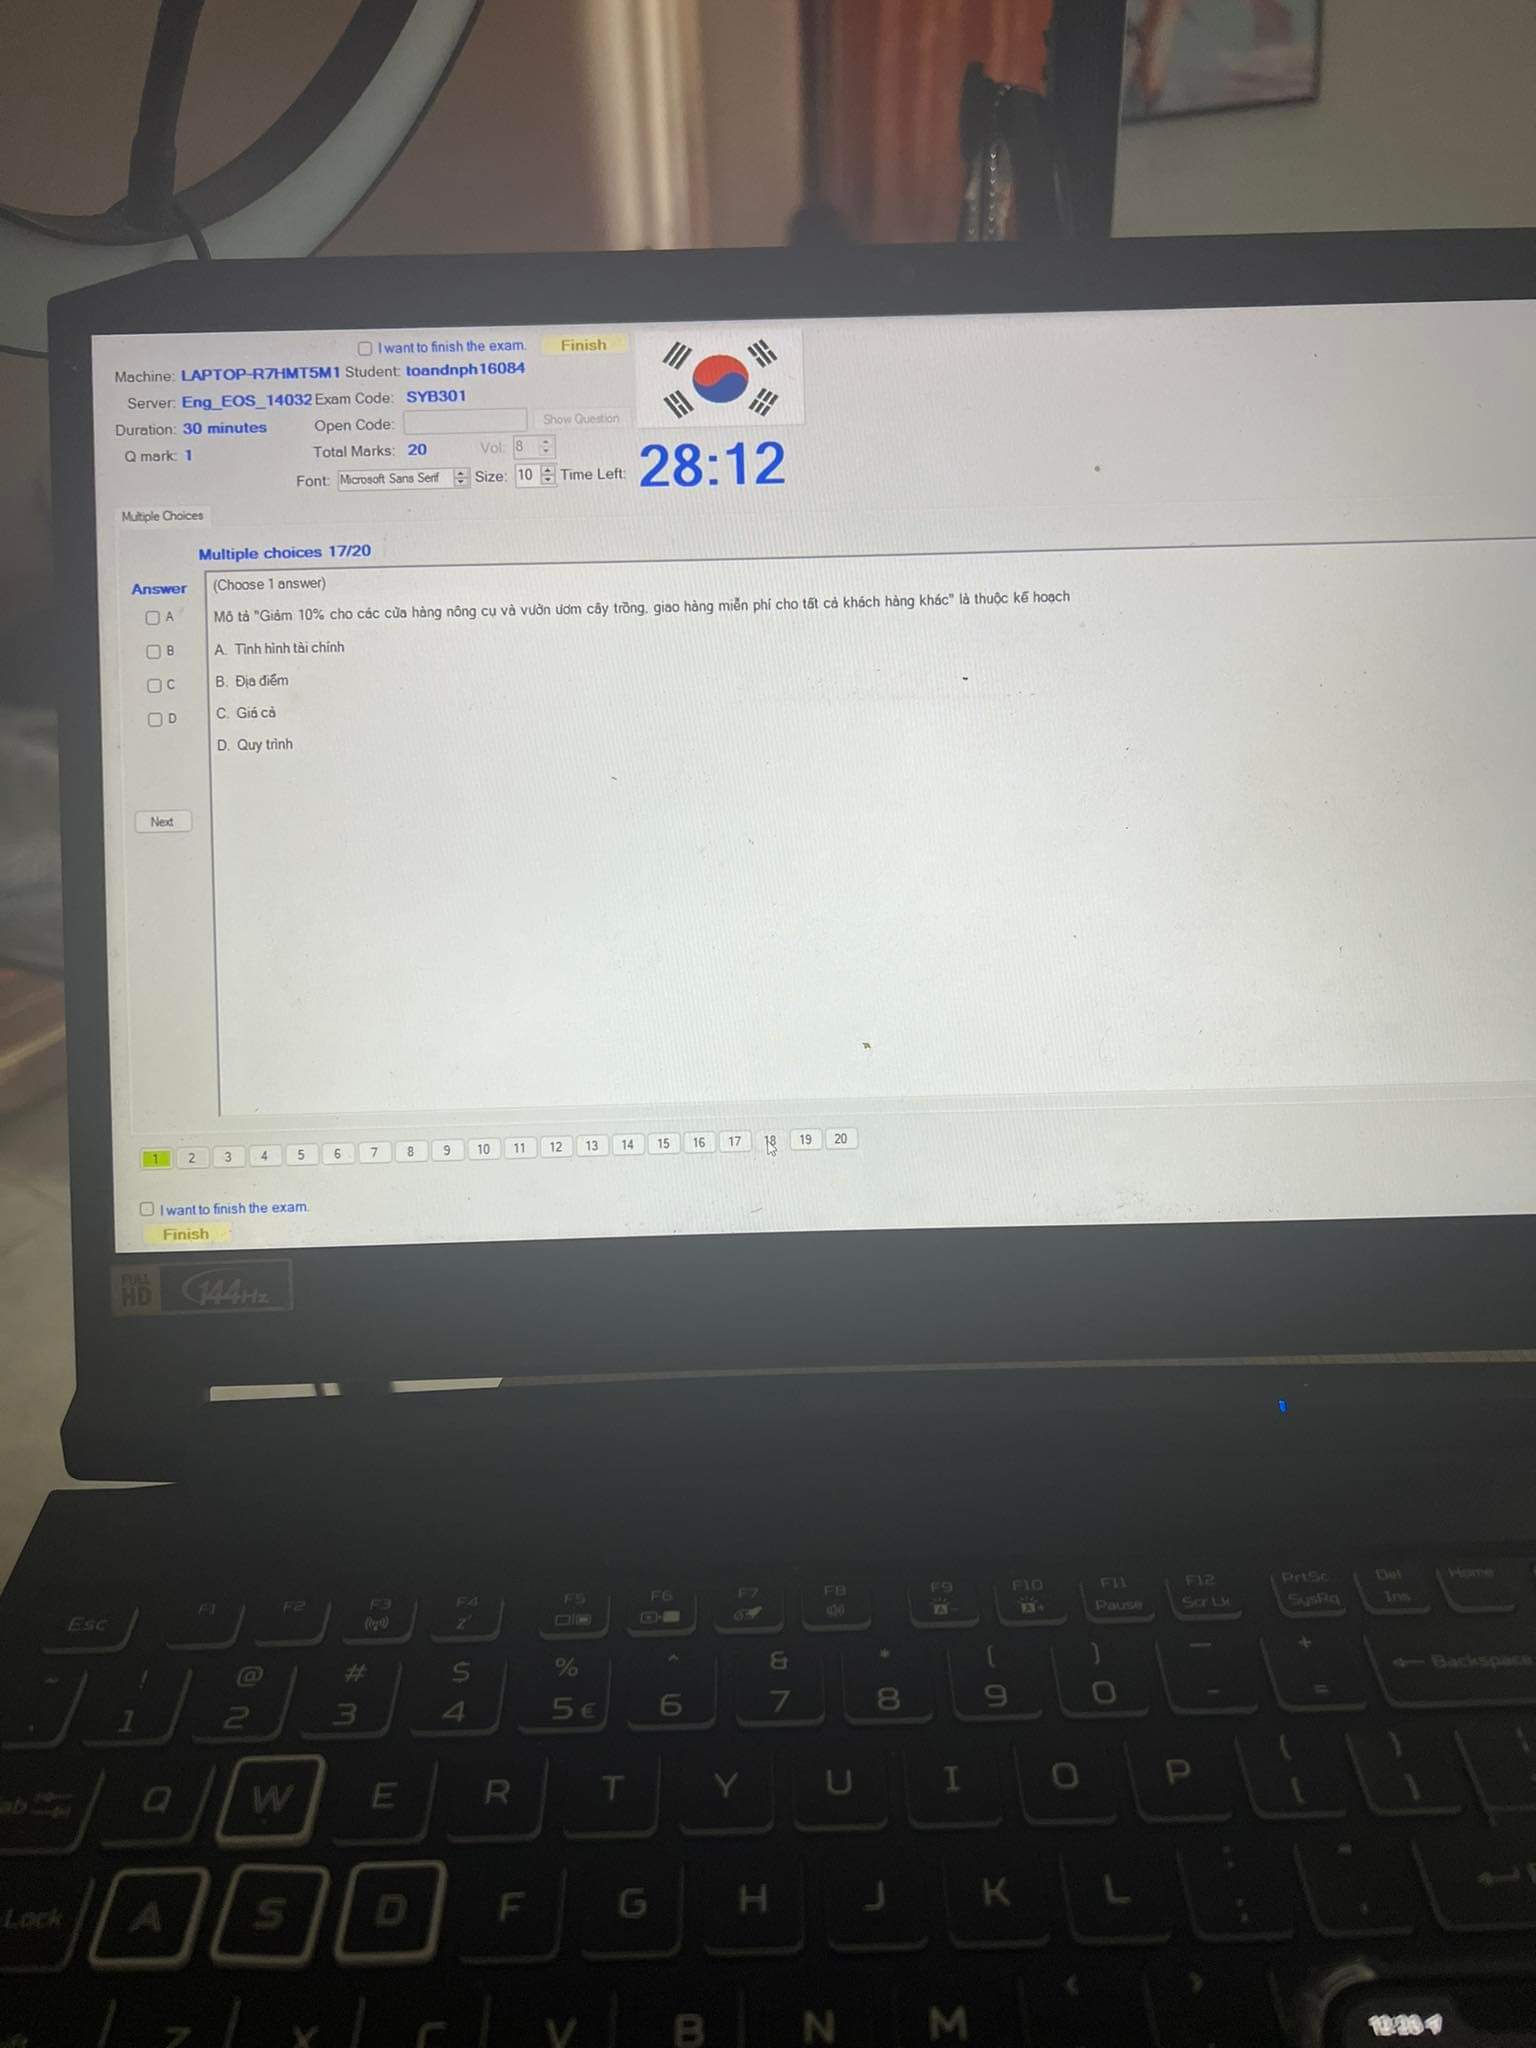 I want to finish the exam. Finish
Machine: LAPTOP-R7HMT5M1 Student: toandnph16084
Server: Eng_EOS_14032 Exam Code: SYB301
Duration: 30 minutes Open Code: Show Question
Q mark: 1 Total Marks: 20 Vol: 8
Font: Microsoft Sans Serif Size: 10 Time Left: 28:12
Multiple Choices
Multiple choices 17/20
Answer
(Choose 1 answer)
A
Mô tả "Giảm 10% cho các cửa hàng nông cụ và vườn ươm cây trồng, giao hàng miễn phí cho tất cả khách hàng khác" là thuộc kế hoạch
B
A. Tình hình tài chính
C
B. Địa điểm
D
C. Giá cả
D. Quy trình
Next
1 2 3 4 5 6 7 8 9 10 11 12 13 14 15 16 17 18 19 20
I want to finish the exam.
Finish
FULL HD 144Hz
Esc F1 F2 F3 F4 F5 F6 F7 F8 F9 F10 F11 F12 PrtSc Del Home
Pause Scr Lk SysRq Ins
~ ! @ # $ % ^ & * ( ) — +
1 2 3 4 5 € 6 7 8 9 0 - = Backspace
Q W E R T Y U I O P { [ } ]
Lock A S D F G H J K L : ;
Z X C V B N M < >